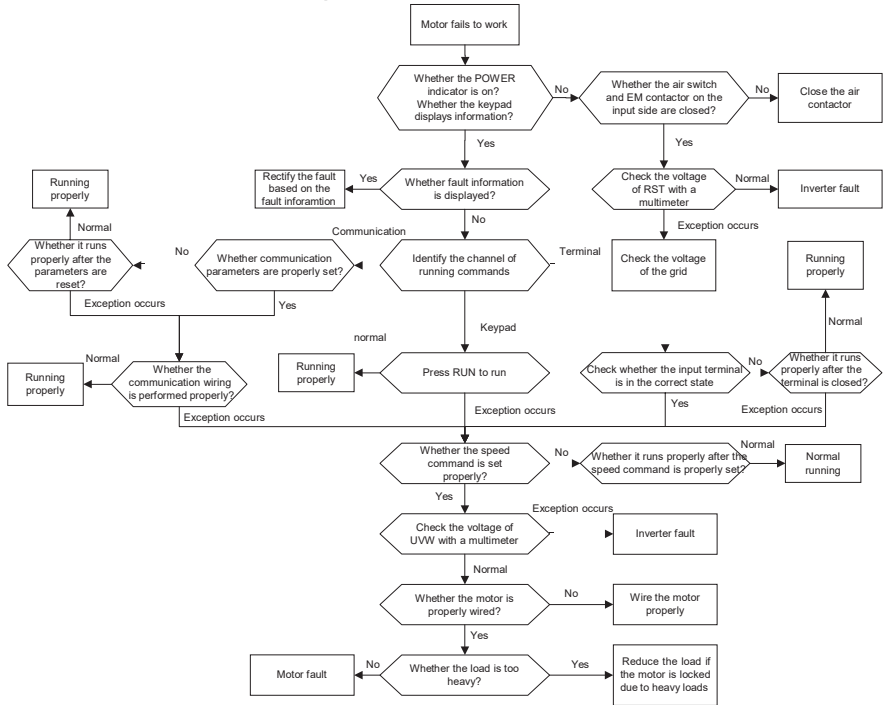 Motor fails to work
Whether the POWER
indicator is on?
Whether the keypad
displays information?
No
Whether the air switch
and EM contactor on the
input side are closed?
No
Close the air
contactor
Yes
Yes
Running
properly
Rectify the fault
based on the
fault inforamtion
Yes
Whether fault information
is displayed?
Check the voltage
of RST with a
multimeter
Normal
Inverter fault
Normal
No
Exception occurs
Communication
Whether it runs
properly after the
parameters are
reset?
No
Whether communication
parameters are properly set?
Identify the channel of
running commands
Terminal
Check the voltage
of the grid
Running
properly
Exception occurs
Yes
Keypad
Normal
normal
Running
properly
Normal
Whether the
communication wiring
is performed properly?
Running
properly
Press RUN to run
Check whether the input terminal
is in the correct state
No
Whether it runs
properly after the
terminal is closed?
Exception occurs
Exception occurs
Yes
Exception occurs
Whether the speed
command is set
properly?
No
Whether it runs properly after the
speed command is properly set?
Normal
Normal
running
Yes
Exception occurs
Check the voltage of
UVW with a multimeter
Inverter fault
Normal
Whether the motor is
properly wired?
No
Wire the motor
properly
Yes
Motor fault
No
Whether the load is too
heavy?
Yes
Reduce the load if
the motor is locked
due to heavy loads